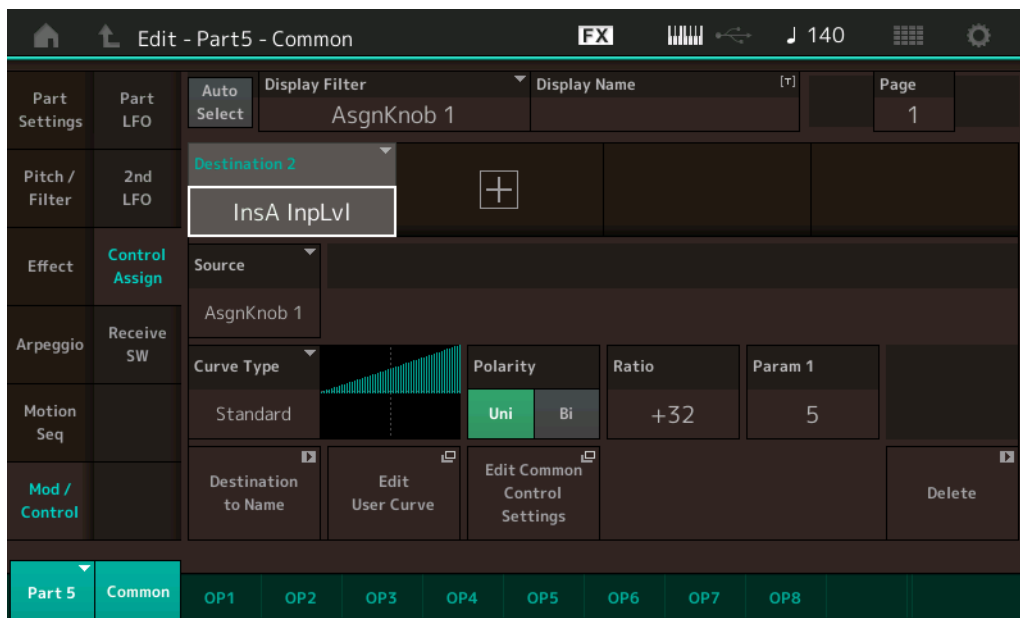 Edit - Part5 - Common
FX
♩ 140
Part
Settings
Part
LFO
Auto
Select
Display Filter
AsgnKnob 1
Display Name
[T]
Page
1
Pitch /
Filter
2nd
LFO
Destination 2
InsA InpLvl
Effect
Control
Assign
Source
AsgnKnob 1
Arpeggio
Receive
SW
Curve Type
Standard
Polarity
Uni
Bi
Ratio
+32
Param 1
5
Motion
Seq
Mod /
Control
Destination
to Name
Edit
User Curve
Edit Common
Control
Settings
Delete
Part 5
Common
OP1
OP2
OP3
OP4
OP5
OP6
OP7
OP8